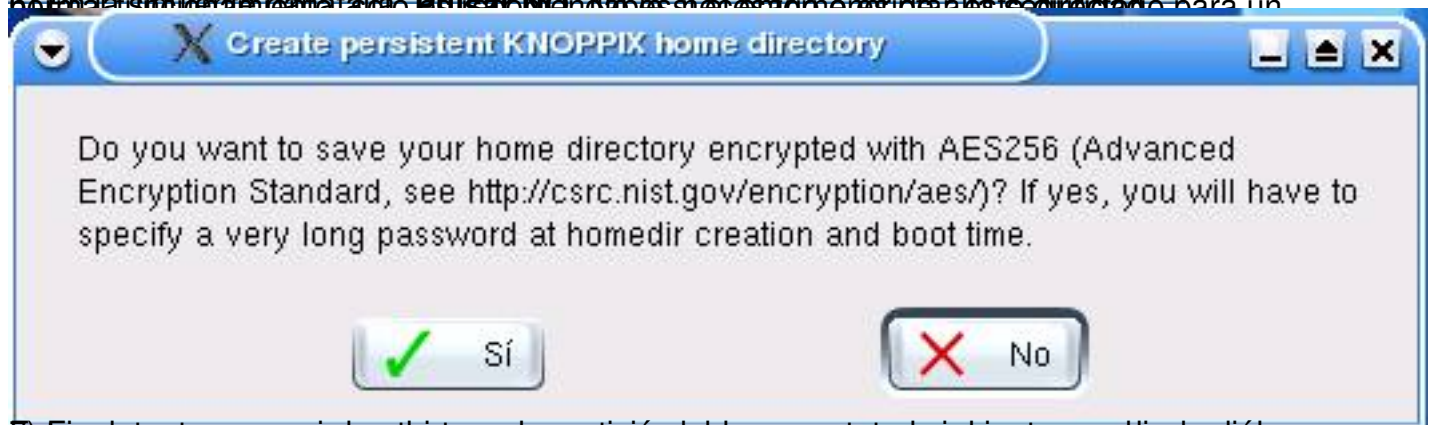 para un
Create persistent KNOPPIX home directory
Do you want to save your home directory encrypted with AES256 (Advanced
Encryption Standard, see http://csrc.nist.gov/encryption/aes/)? If yes, you will have to
specify a very long password at homedir creation and boot time.
Sí No